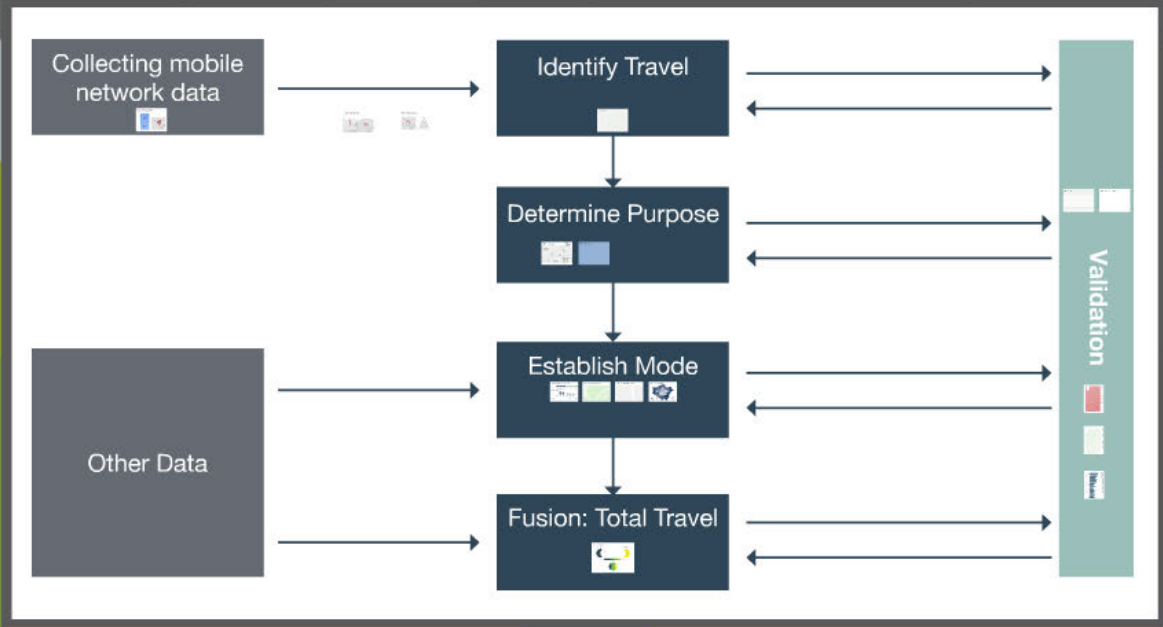 Collecting mobile
network data
Identify Travel
Determine Purpose
Establish Mode
Other Data
Fusion: Total Travel
Validation